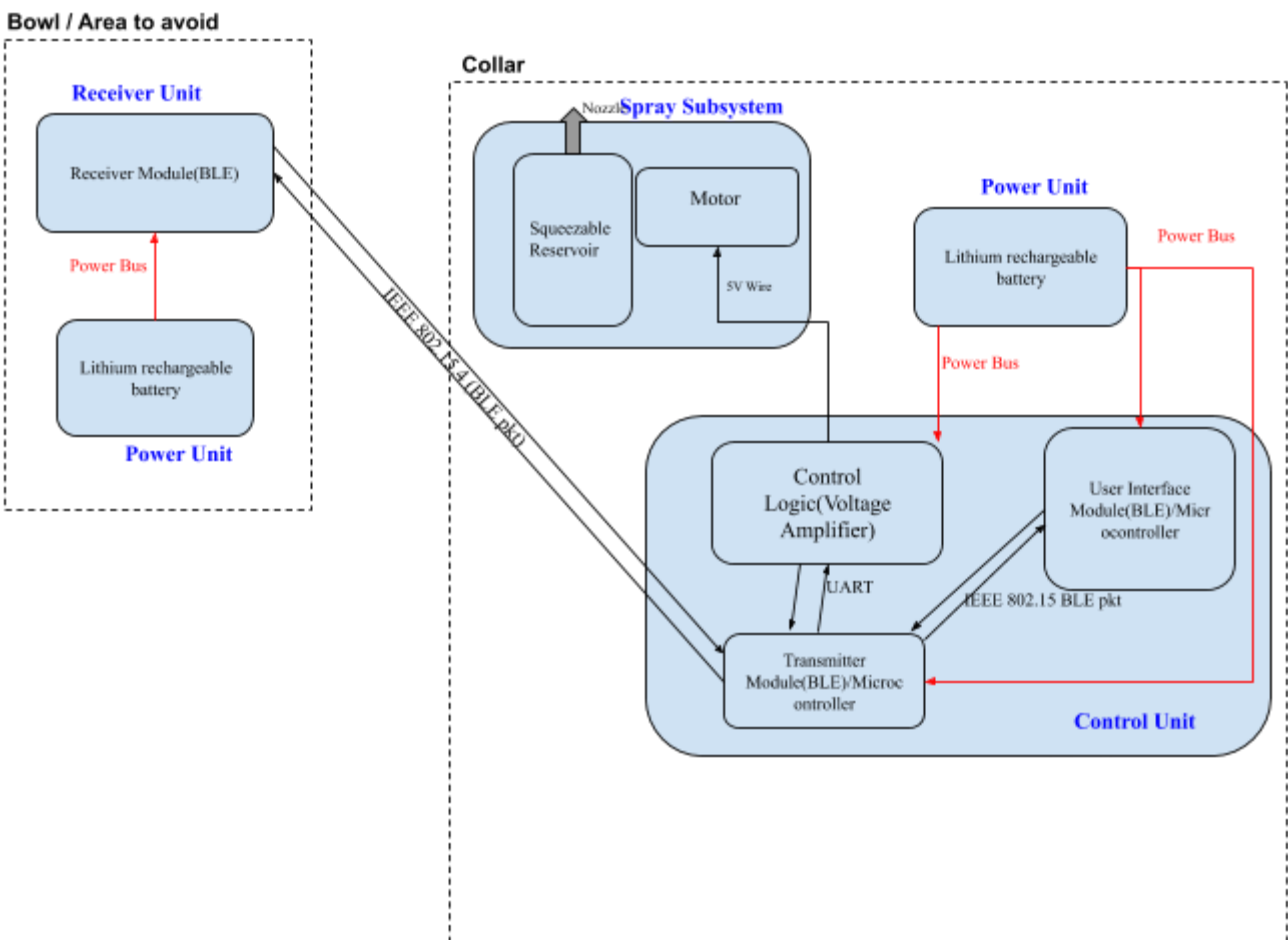 Bowl / Area to avoid
Receiver Unit
Receiver Module(BLE)
Power Bus
Lithium rechargeable
battery
Power Unit
IEEE 802.15.4 (BLE pkt)
Collar
Nozzle
Spray Subsystem
Squeezable
Reservoir
Motor
5V Wire
Power Unit
Lithium rechargeable
battery
Power Bus
Power Bus
Control
Logic(Voltage
Amplifier)
User Interface
Module(BLE)/Micr
ocontroller
UART
IEEE 802.15 BLE pkt
Transmitter
Module(BLE)/Microc
ontroller
Control Unit